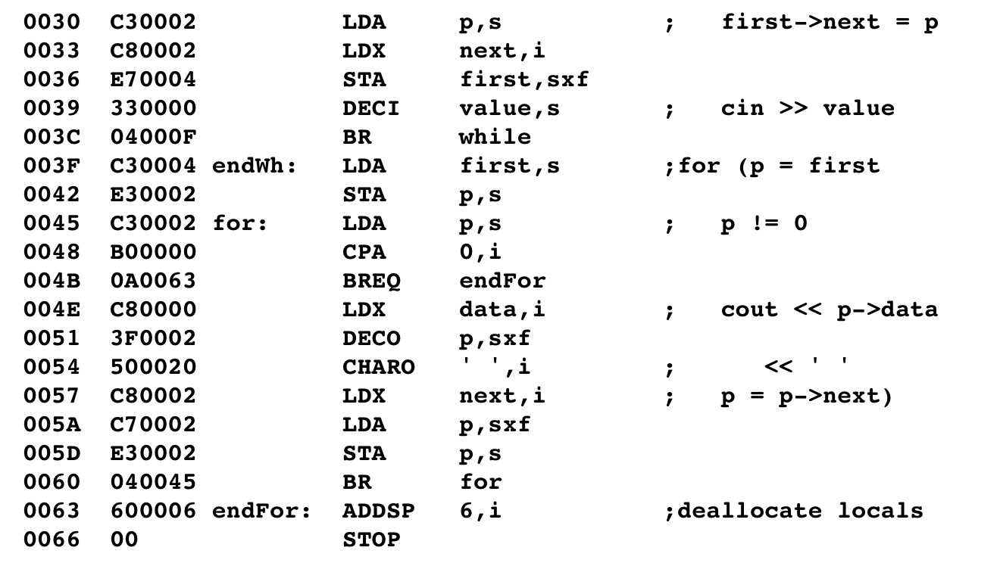 0030 C30002 LDA p,s ; first->next = p
0033 C80002 LDX next,i
0036 E70004 STA first,sxf
0039 330000 DECI value,s ; cin >> value
003C 04000F BR while
003F C30004 endWh: LDA first,s ;for (p = first
0042 E30002 STA p,s
0045 C30002 for: LDA p,s ; p != 0
0048 B00000 CPA 0,i
004B 0A0063 BREQ endFor
004E C80000 LDX data,i ; cout << p->data
0051 3F0002 DECO p,sxf
0054 500020 CHARO ' ',i ; << ' '
0057 C80002 LDX next,i ; p = p->next)
005A C70002 LDA p,sxf
005D E30002 STA p,s
0060 040045 BR for
0063 600006 endFor: ADDSP 6,i ;deallocate locals
0066 00 STOP